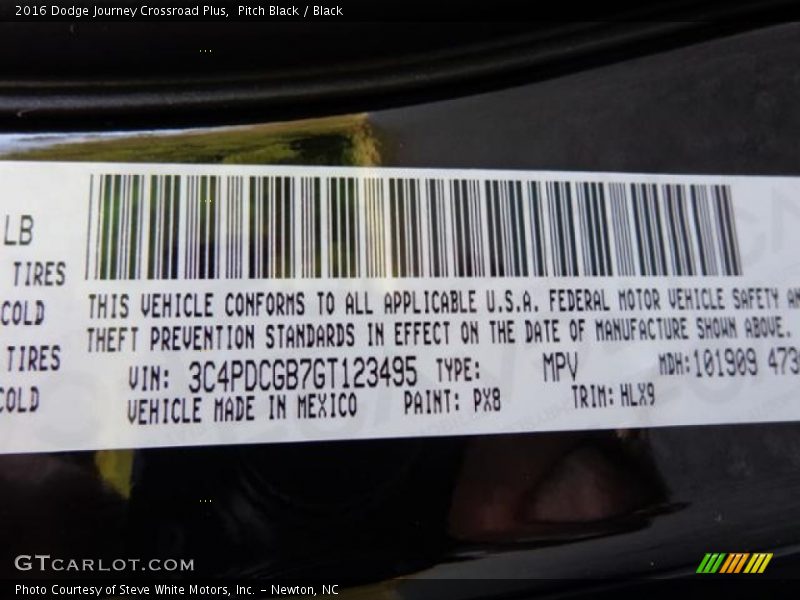 2016 Dodge Journey Crossroad Plus,  Pitch Black / Black
LB
TIRES
COLD
TIRES
COLD
THIS VEHICLE CONFORMS TO ALL APPLICABLE U.S.A. FEDERAL MOTOR VEHICLE SAFETY
THEFT PREVENTION STANDARDS IN EFFECT ON THE DATE OF MANUFACTURE SHOWN ABOVE.
VIN: 3C4PDCGB7GT123495 TYPE: MPV MDH:101909 473
VEHICLE MADE IN MEXICO PAINT: PX8 TRIM: HLX9
GTCARLOT.COM
Photo Courtesy of Steve White Motors, Inc. - Newton, NC